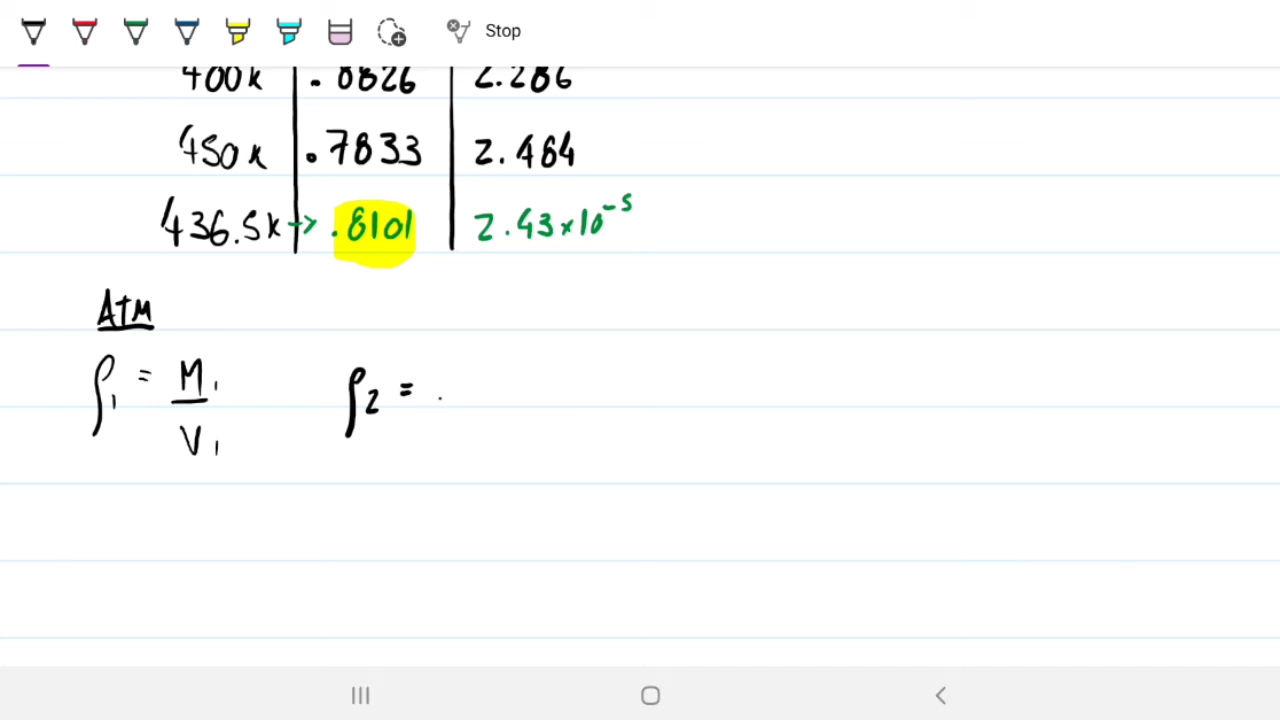 Stop
400k .8826 2.286
450k .7833 2.484
436.5k → .8101 2.43×10⁻⁵
Atm
ρ₁ = M₁ / V₁ ρ₂ =